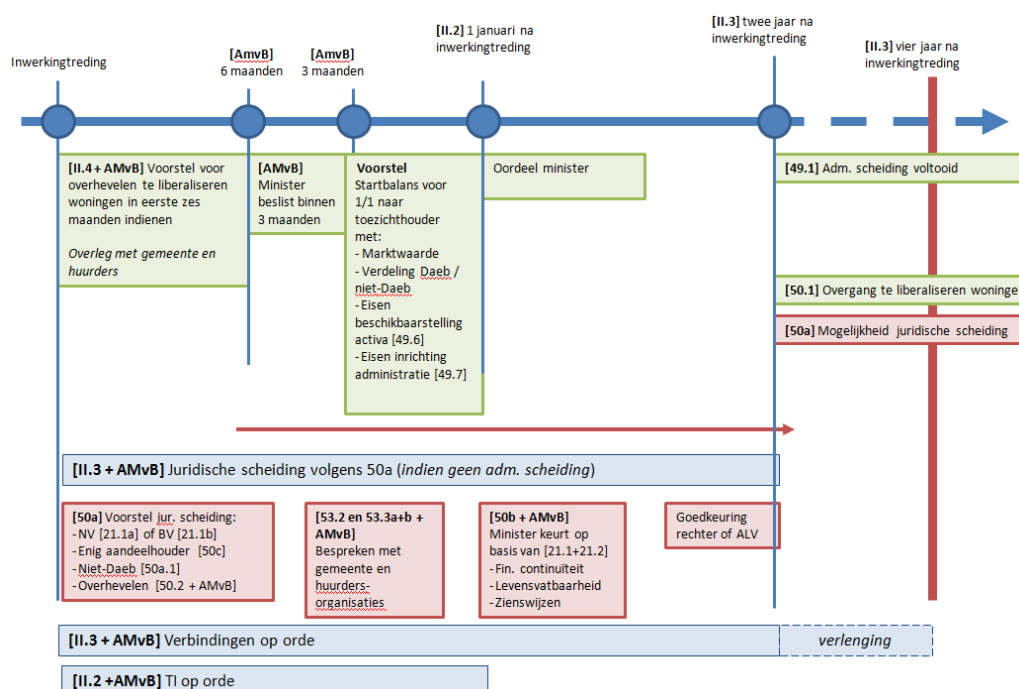 Inwerkingtreding
[AmvB]
6 maanden
[AmvB]
3 maanden
[II.2] 1 januari na
inwerkingtreding
[II.3] twee jaar na
inwerkingtreding
[II.3] vier jaar na
inwerkingtreding
[II.4 + AMvB] Voorstel voor
overhevelen te liberaliseren
woningen in eerste zes
maanden indienen
Overleg met gemeente en
huurders
[AMvB]
Minister
beslist binnen
3 maanden
Voorstel
Startbalans voor
1/1 naar
toezichthouder
met:
- Marktwaarde
- Verdeling Daeb /
niet-Daeb
- Eisen
beschikbaarstelling
activa [49.6]
- Eisen inrichting
administratie [49.7]
Oordeel minister
[49.1] Adm. scheiding voltooid
[50.1] Overgang te liberaliseren woninge
[50a] Mogelijkheid juridische scheiding
[II.3 + AMvB] Juridische scheiding volgens 50a (indien geen adm. scheiding)
[50a] Voorstel jur. scheiding:
- NV [21.1a] of BV [21.1b]
- Enig aandeelhouder [50c]
- Niet-Daeb [50a.1]
- Overhevelen [50.2 + AMvB]
[53.2 en 53.3a+b +
AMvB]
Bespreken met
gemeente en
huurders-
organisaties
[50b + AMvB]
Minister keurt op
basis van [21.1+21.2]
- Fin. continuïteit
- Levensvatbaarheid
- Zienswijzen
Goedkeuring
rechter of ALV
[II.3 + AMvB] Verbindingen op orde
verlenging
[II.2 +AMvB] TI op orde